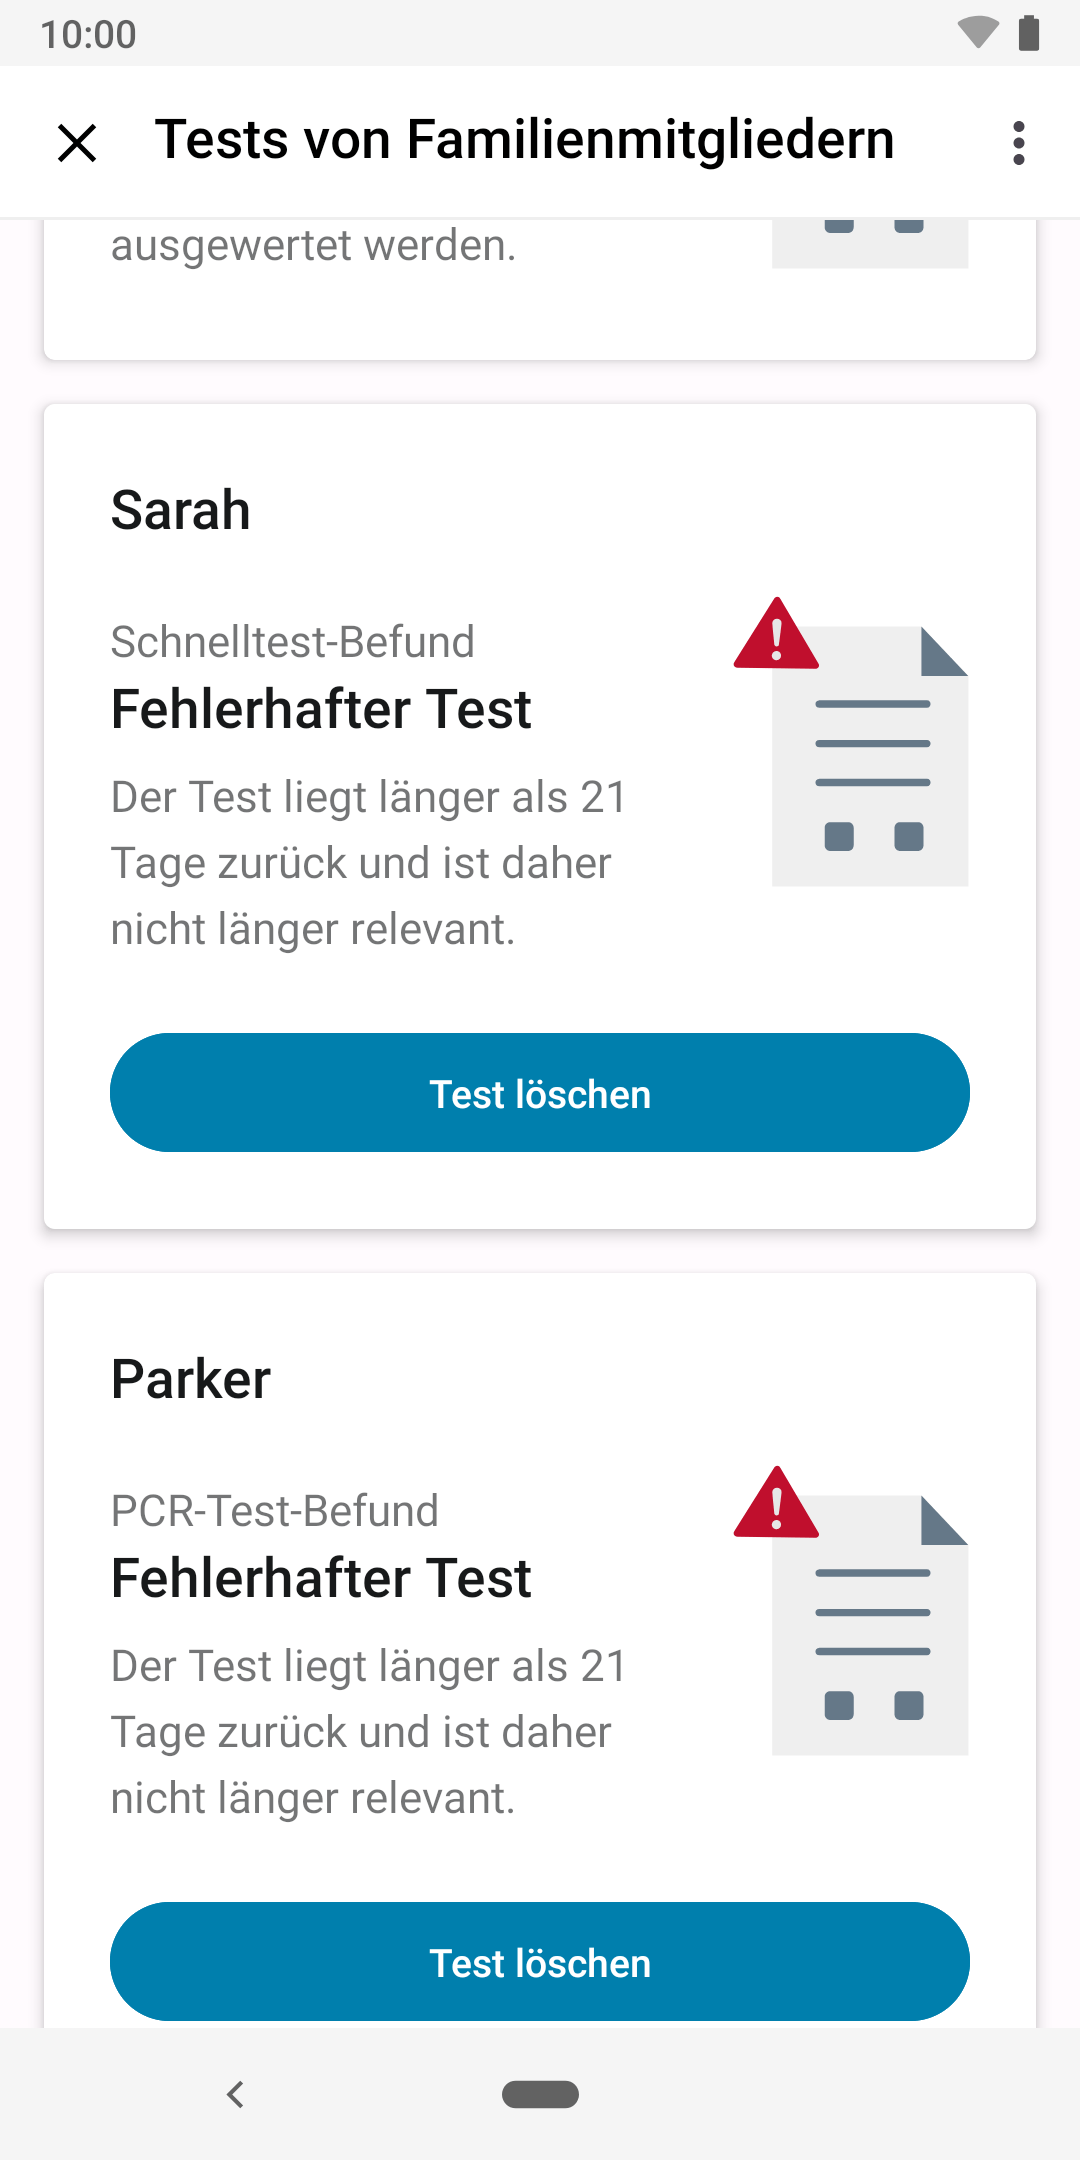 10:00
Tests von Familienmitgliedern
ausgewertet werden.
Sarah
Schnelltest-Befund
Fehlerhafter Test
Der Test liegt länger als 21
Tage zurück und ist daher
nicht länger relevant.
Test löschen
Parker
PCR-Test-Befund
Fehlerhafter Test
Der Test liegt länger als 21
Tage zurück und ist daher
nicht länger relevant.
Test löschen